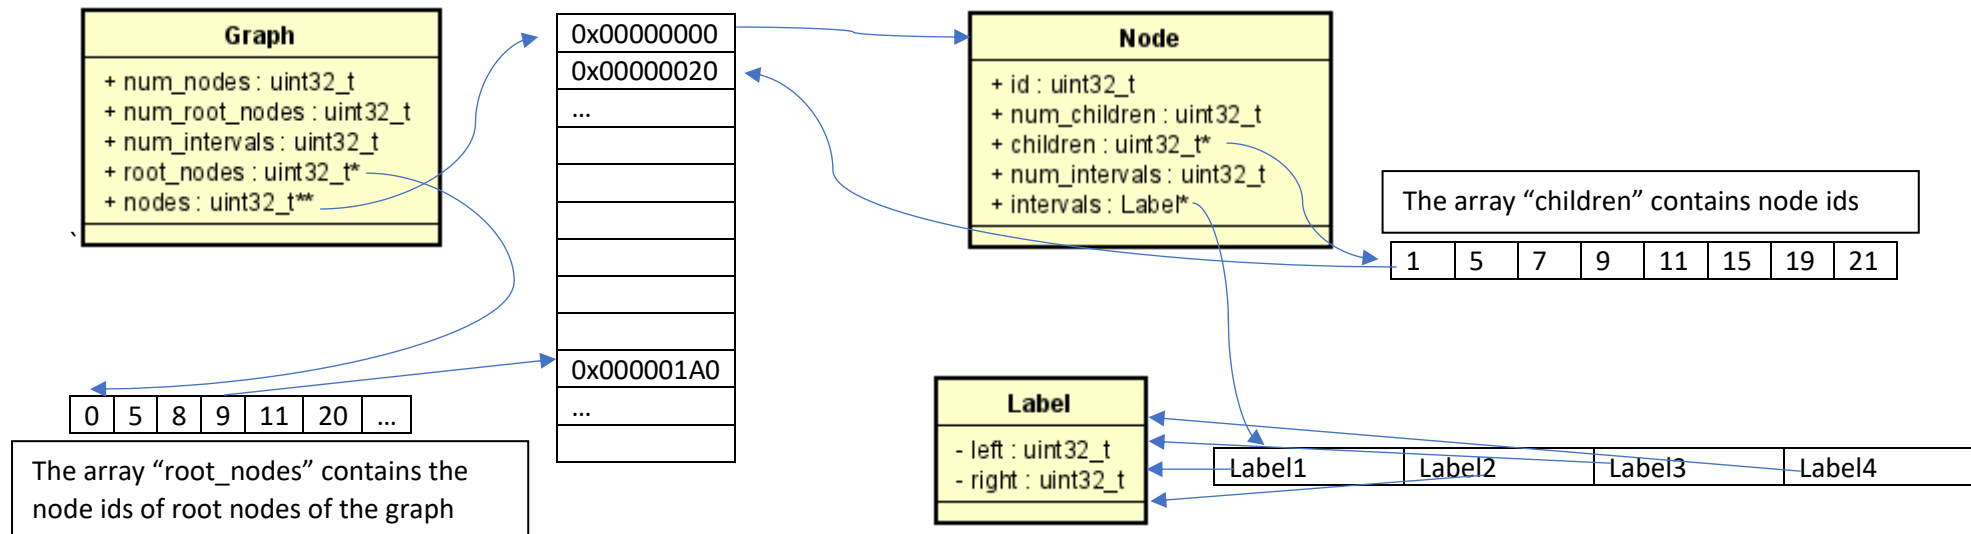 Graph
+ num_nodes : uint32_t
+ num_root_nodes : uint32_t
+ num_intervals : uint32_t
+ root_nodes : uint32_t*
+ nodes : uint32_t**
`
0x00000000
0x00000020
...
0x000001A0
...
Node
+ id : uint32_t
+ num_children : uint32_t
+ children : uint32_t*
+ num_intervals : uint32_t
+ intervals : Label*
The array “children” contains node ids
1 5 7 9 11 15 19 21
0 5 8 9 11 20 ...
The array “root_nodes” contains the
node ids of root nodes of the graph
Label
- left : uint32_t
- right : uint32_t
Label1 Label2 Label3 Label4